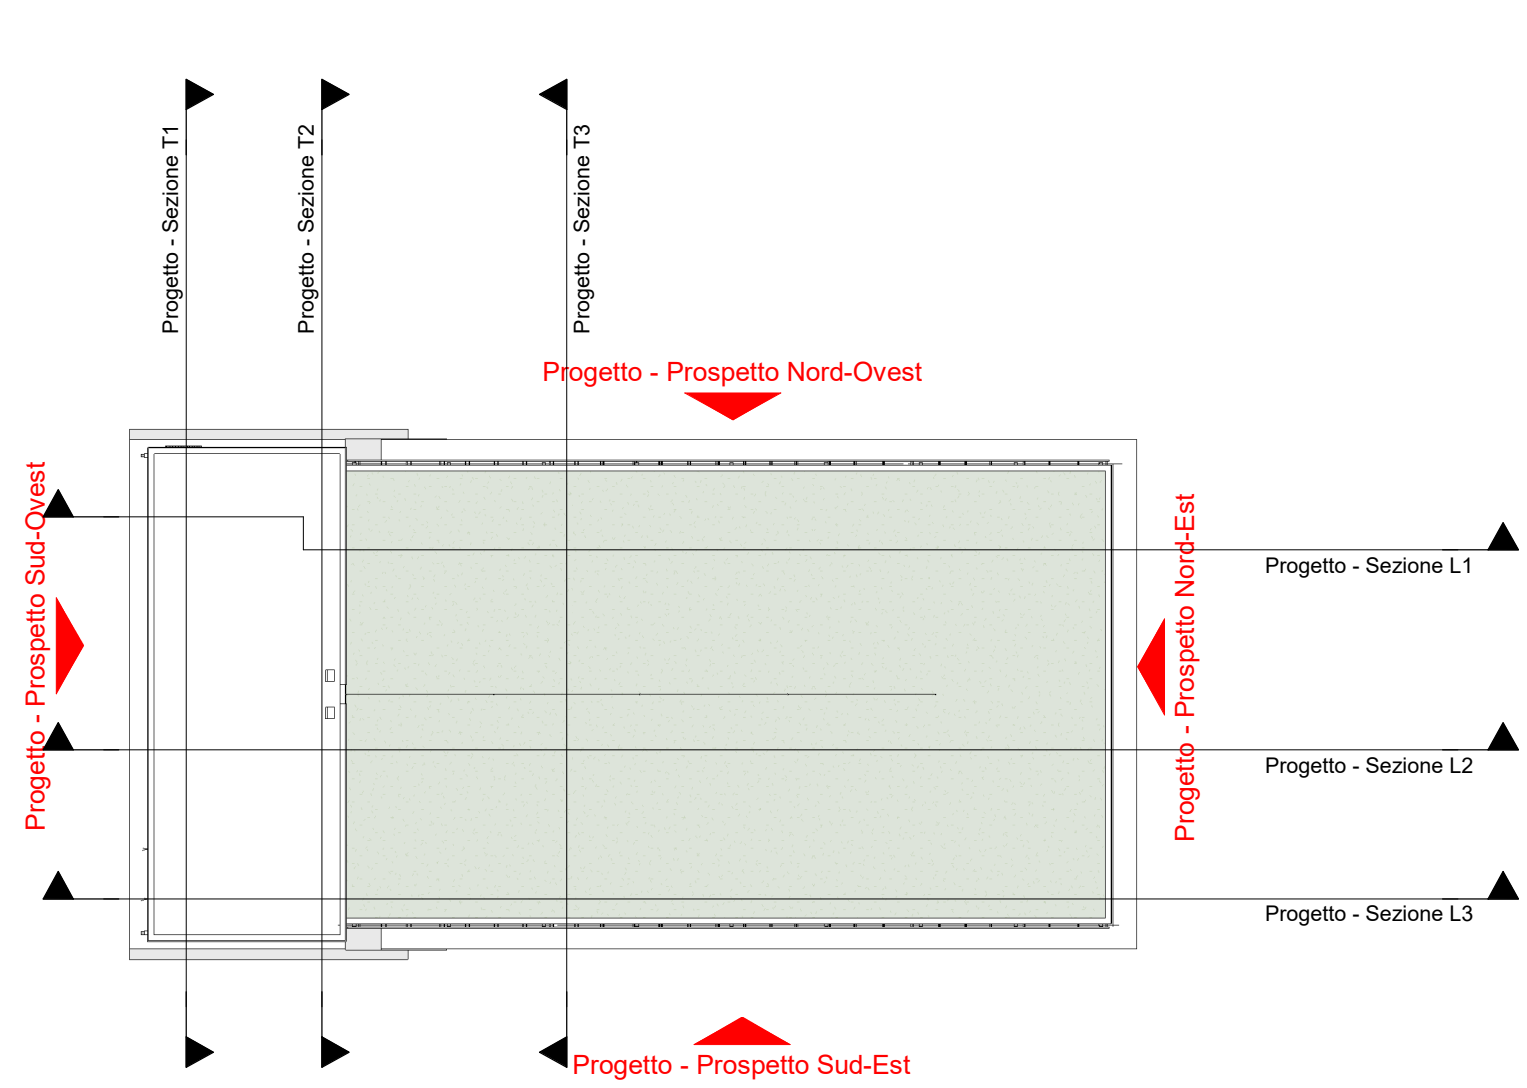 Progetto - Sezione T1
Progetto - Sezione T2
Progetto - Sezione T3
Progetto - Prospetto Nord-Ovest
Progetto - Prospetto Sud-Ovest
Progetto - Prospetto Nord-Est
Progetto - Sezione L1
Progetto - Sezione L2
Progetto - Sezione L3
Progetto - Prospetto Sud-Est